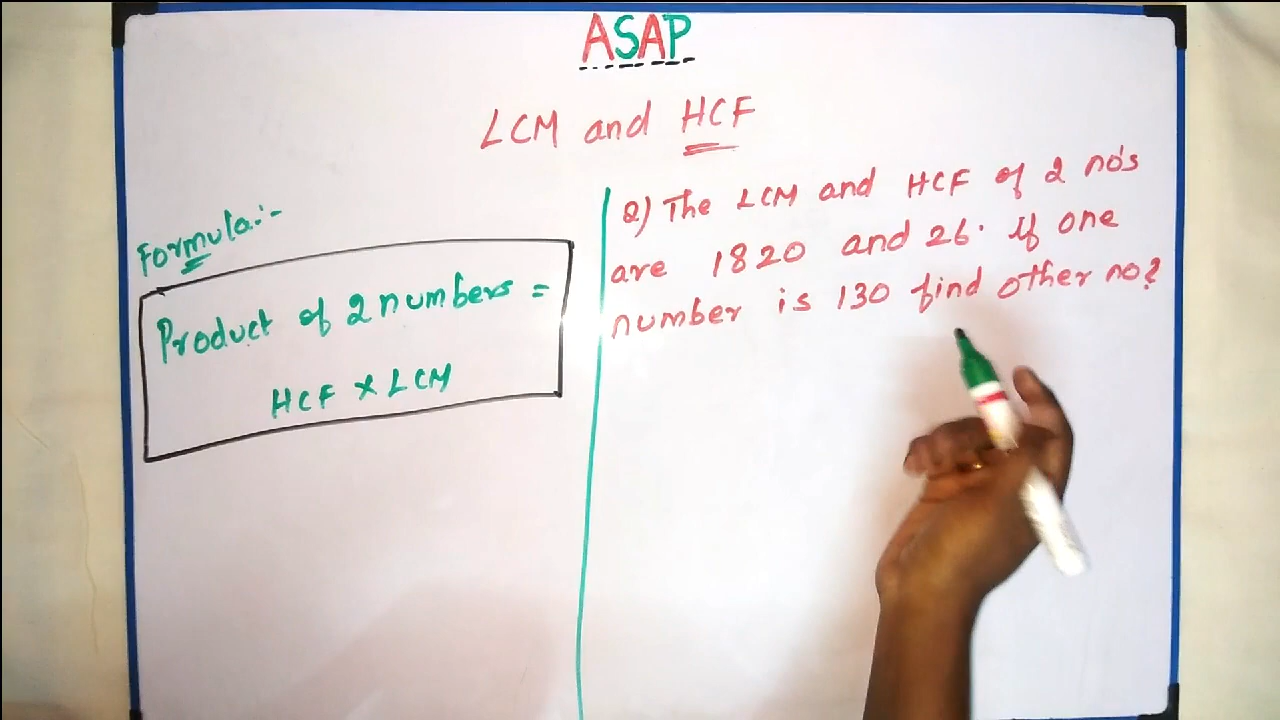 ASAP
LCM and HCF
Formula:-
Product of 2 numbers =
HCF x LCM
Q) The LCM and HCF of 2 no's
are 1820 and 26. If one
number is 130 find other no?